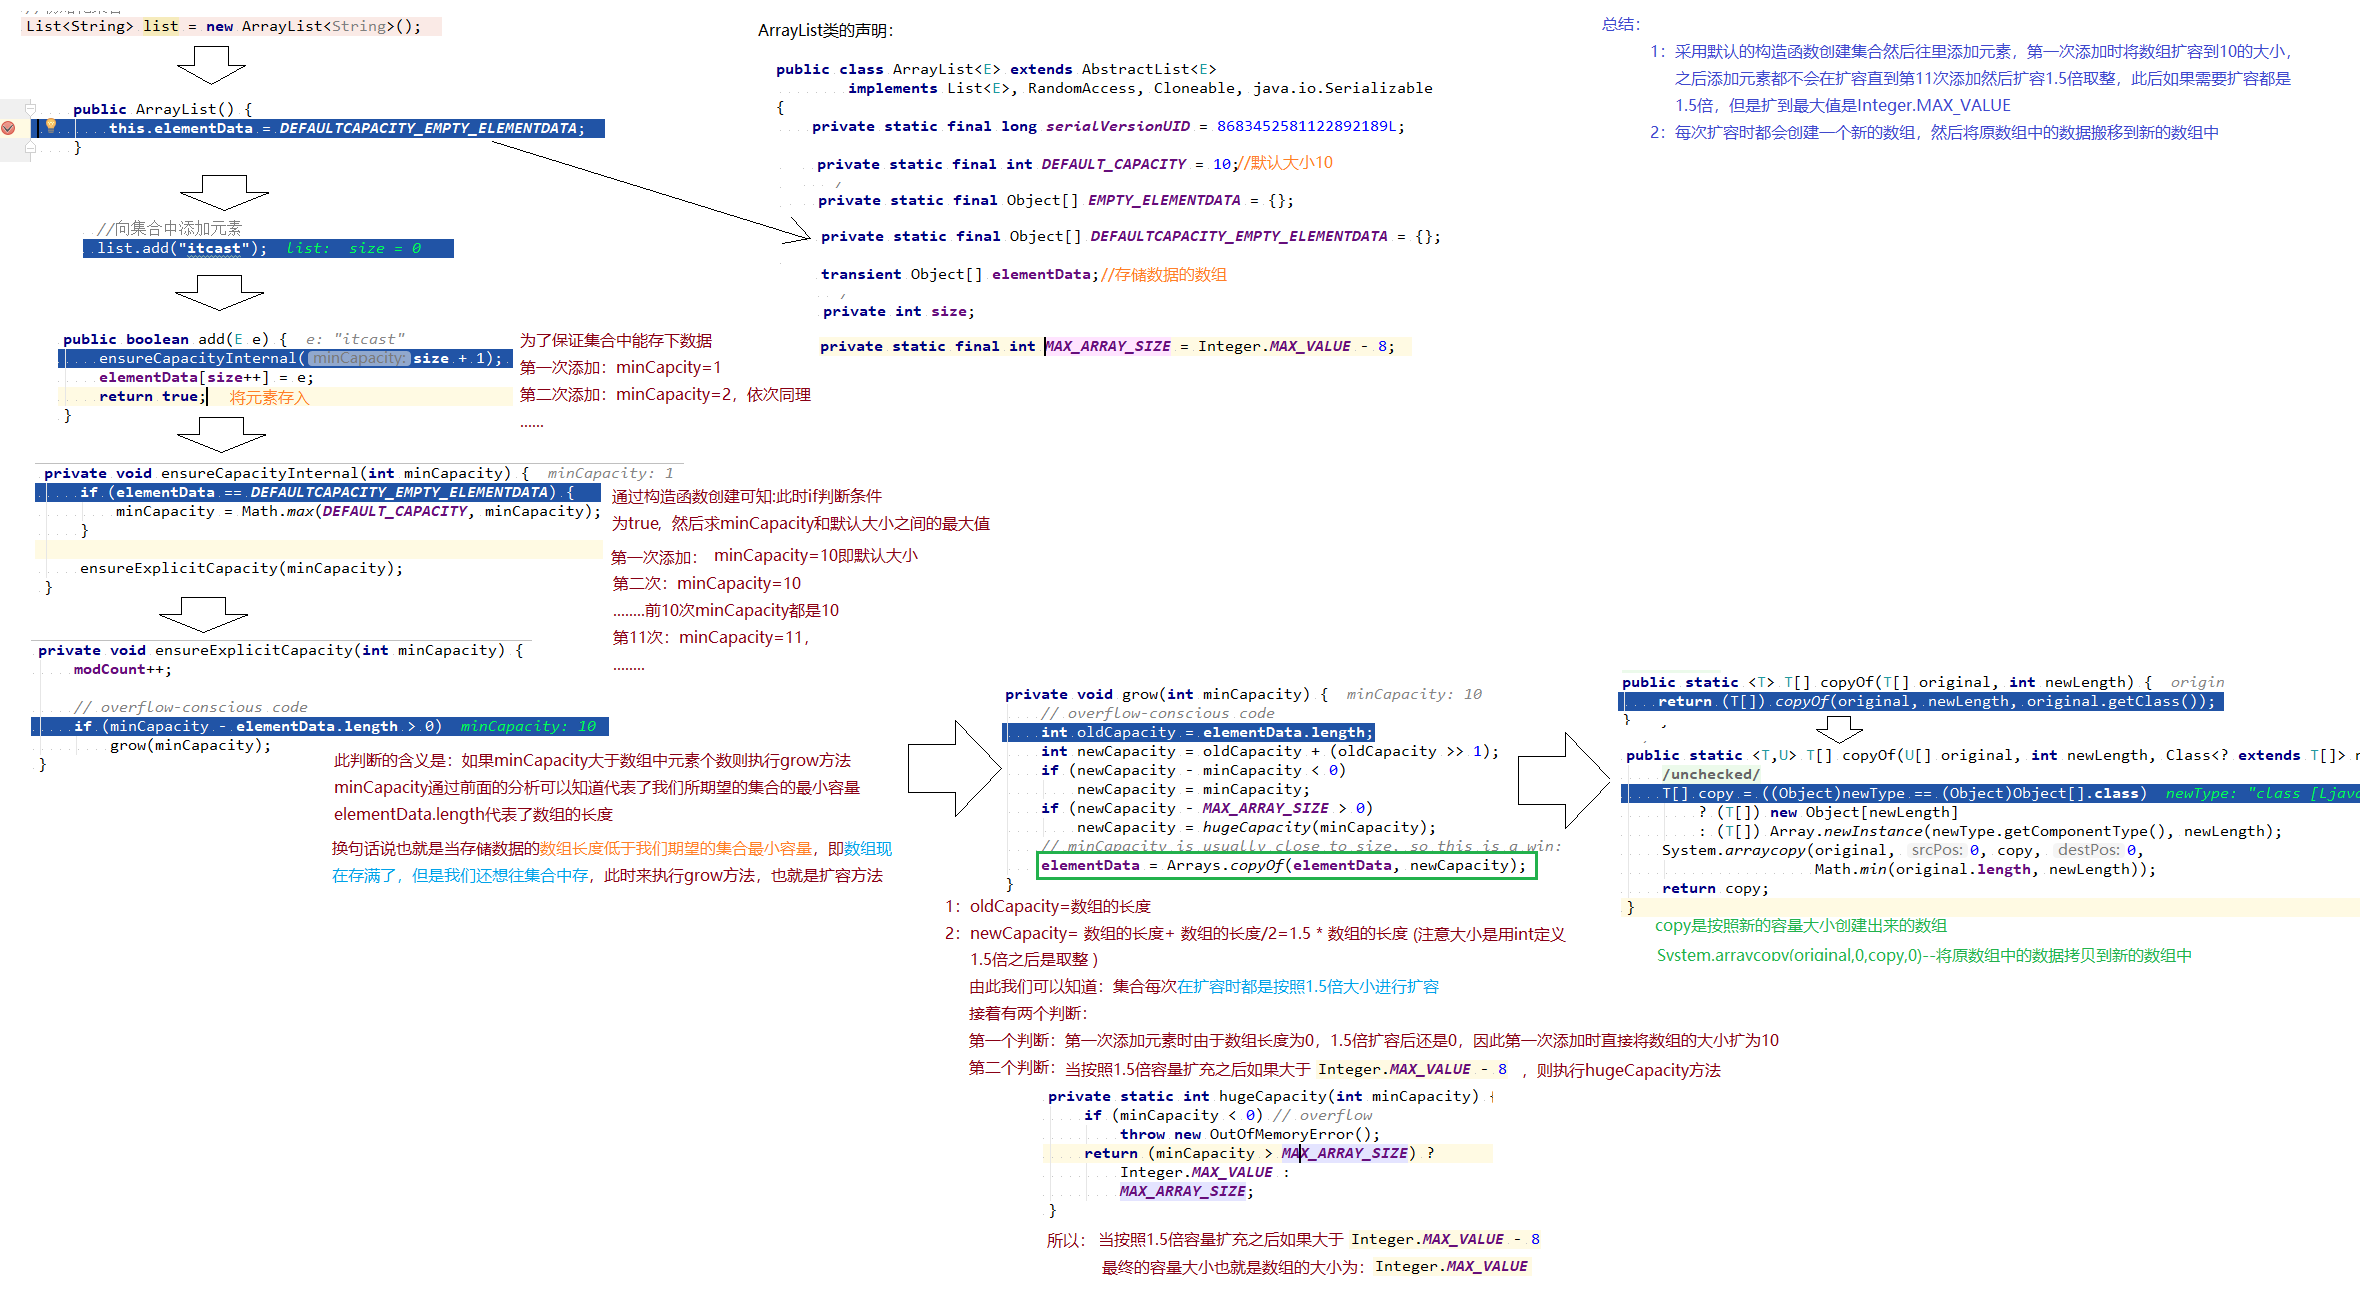 List<String> list = new ArrayList<String>();
public ArrayList() {
this.elementData = DEFAULTCAPACITY_EMPTY_ELEMENTDATA;
}
//向集合中添加元素
list.add("itcast"); list: size = 0
public boolean add(E e) { e: "itcast"
ensureCapacityInternal( minCapacity: size + 1);
elementData[size++] = e;
return true; 将元素存入
}
为了保证集合中能存下数据
第一次添加：minCapcity=1
第二次添加：minCapacity=2，依次同理
......
private void ensureCapacityInternal(int minCapacity) { minCapacity: 1
if (elementData == DEFAULTCAPACITY_EMPTY_ELEMENTDATA) {
minCapacity = Math.max(DEFAULT_CAPACITY, minCapacity);
}
ensureExplicitCapacity(minCapacity);
}
通过构造函数创建可知:此时if判断条件
为true, 然后求minCapacity和默认大小之间的最大值
第一次添加： minCapacity=10即默认大小
第二次：minCapacity=10
........前10次minCapacity都是10
第11次：minCapacity=11，
........
private void ensureExplicitCapacity(int minCapacity) {
modCount++;
// overflow-conscious code
if (minCapacity - elementData.length > 0) minCapacity: 10
grow(minCapacity);
}
此判断的含义是：如果minCapacity大于数组中元素个数则执行grow方法
minCapacity通过前面的分析可以知道代表了我们所期望的集合的最小容量
elementData.length代表了数组的长度
换句话说也就是当存储数据的数组长度低于我们期望的集合最小容量，即数组现
在存满了，但是我们还想往集合中存，此时来执行grow方法，也就是扩容方法
ArrayList类的声明：
public class ArrayList<E> extends AbstractList<E>
implements List<E>, RandomAccess, Cloneable, java.io.Serializable
{
private static final long serialVersionUID = 8683452581122892189L;
private static final int DEFAULT_CAPACITY = 10;//默认大小10
private static final Object[] EMPTY_ELEMENTDATA = {};
private static final Object[] DEFAULTCAPACITY_EMPTY_ELEMENTDATA = {};
transient Object[] elementData;//存储数据的数组
private int size;
private static final int MAX_ARRAY_SIZE = Integer.MAX_VALUE - 8;
private void grow(int minCapacity) { minCapacity: 10
// overflow-conscious code
int oldCapacity = elementData.length;
int newCapacity = oldCapacity + (oldCapacity >> 1);
if (newCapacity - minCapacity < 0)
newCapacity = minCapacity;
if (newCapacity - MAX_ARRAY_SIZE > 0)
newCapacity = hugeCapacity(minCapacity);
// minCapacity is usually close to size, so this is a win:
elementData = Arrays.copyOf(elementData, newCapacity);
}
1：oldCapacity=数组的长度
2：newCapacity= 数组的长度+ 数组的长度/2=1.5 * 数组的长度 (注意大小是用int定义
1.5倍之后是取整 )
由此我们可以知道：集合每次在扩容时都是按照1.5倍大小进行扩容
接着有两个判断：
第一个判断：第一次添加元素时由于数组长度为0，1.5倍扩容后还是0，因此第一次添加时直接将数组的大小扩为10
第二个判断：当按照1.5倍容量扩充之后如果大于 Integer.MAX_VALUE - 8 ，则执行hugeCapacity方法
private static int hugeCapacity(int minCapacity) {
if (minCapacity < 0) // overflow
throw new OutOfMemoryError();
return (minCapacity > MAX_ARRAY_SIZE) ?
Integer.MAX_VALUE :
MAX_ARRAY_SIZE;
}
所以： 当按照1.5倍容量扩充之后如果大于 Integer.MAX_VALUE - 8
最终的容量大小也就是数组的大小为：Integer.MAX_VALUE
总结：
1：采用默认的构造函数创建集合然后往里添加元素，第一次添加时将数组扩容到10的大小，
之后添加元素都不会在扩容直到第11次添加然后扩容1.5倍取整，此后如果需要扩容都是
1.5倍，但是扩到最大值是Integer.MAX_VALUE
2：每次扩容时都会创建一个新的数组，然后将原数组中的数据搬移到新的数组中
public static <T> T[] copyOf(T[] original, int newLength) { origin
return (T[]) copyOf(original, newLength, original.getClass());
}
public static <T,U> T[] copyOf(U[] original, int newLength, Class<? extends T[]> n
/unchecked/
T[] copy = ((Object)newType == (Object)Object[].class) newType: "class [Ljava
? (T[]) new Object[newLength]
: (T[]) Array.newInstance(newType.getComponentType(), newLength);
System.arraycopy(original, srcPos: 0, copy, destPos: 0,
Math.min(original.length, newLength));
return copy;
}
copy是按照新的容量大小创建出来的数组
System.arraycopy(original,0,copy,0)--将原数组中的数据拷贝到新的数组中